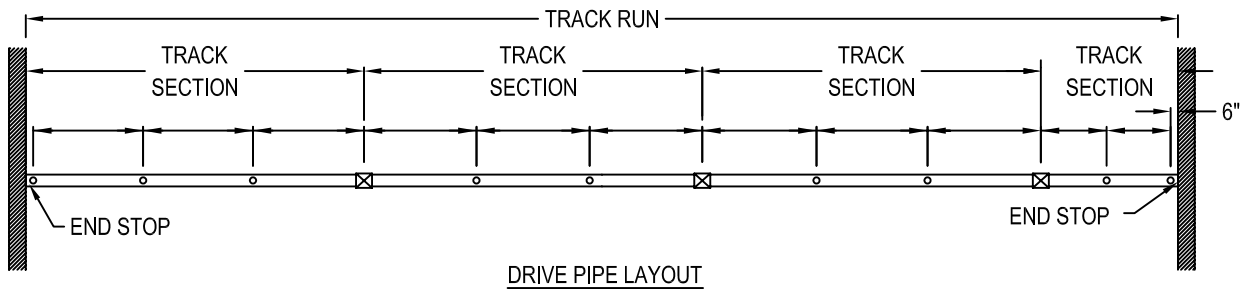 TRACK RUN
TRACK
SECTION
TRACK
SECTION
TRACK
SECTION
TRACK
SECTION
6"
END STOP
END STOP
DRIVE PIPE LAYOUT